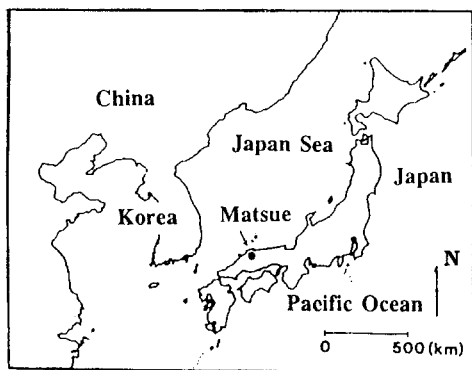 China
Japan Sea
Japan
Korea
Matsue
N
Pacific Ocean
0 500 (km)